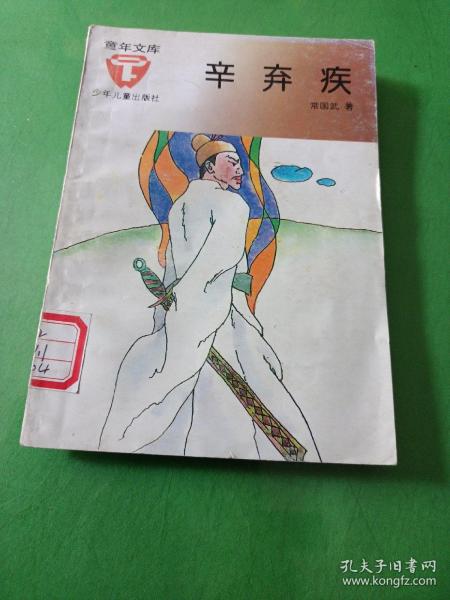 童年文库
少年儿童出版社
辛弃疾
常国武 著
孔夫子旧书网
www.kongfz.com